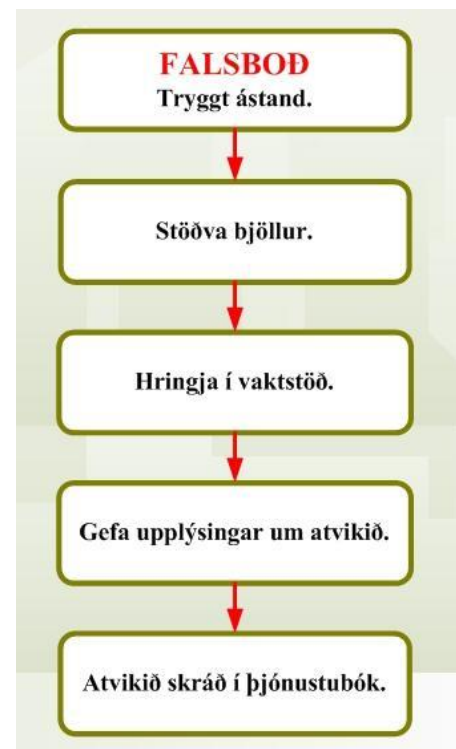 FALSBOÐ
Tryggt ástand.
Stöðva bjöllur.
Hringja í vaktstöð.
Gefa upplýsingar um atvikið.
Atvikið skráð í þjónustubók.